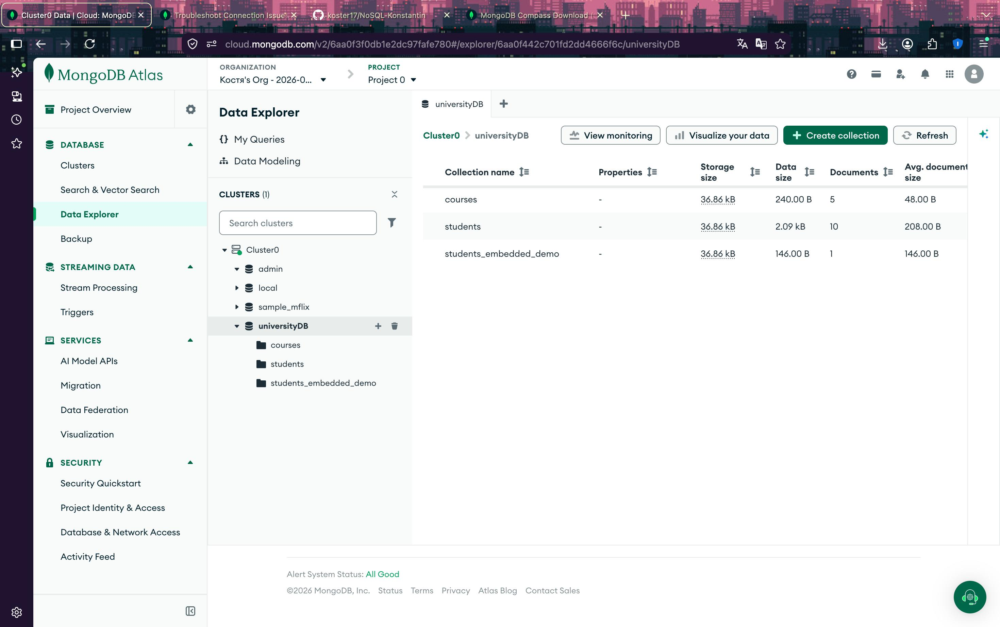 Cluster0 Data | Cloud: MongoDB
Troubleshoot Connection Issues
koster17/NoSQL-Konstantin
MongoDB Compass Download (
cloud.mongodb.com/v2/6aa0f3f0db1e2dc97fafe780#/explorer/6aa0f442c701fd2dd4666f6c/universityDB
MongoDB Atlas
ORGANIZATION
Костя's Org - 2026-0...
PROJECT
Project 0
Project Overview
DATABASE
Clusters
Search & Vector Search
Data Explorer
Backup
STREAMING DATA
Stream Processing
Triggers
SERVICES
AI Model APIs
Migration
Data Federation
Visualization
SECURITY
Security Quickstart
Project Identity & Access
Database & Network Access
Activity Feed
Data Explorer
My Queries
Data Modeling
CLUSTERS (1)
Search clusters
Cluster0
admin
local
sample_mflix
universityDB
courses
students
students_embedded_demo
universityDB
Cluster0 universityDB
View monitoring
Visualize your data
Create collection
Refresh
Collection name Properties Storage size Data size Documents Avg. document size
courses - 36.86 kB 240.00 B 5 48.00 B
students - 36.86 kB 2.09 kB 10 208.00 B
students_embedded_demo - 36.86 kB 146.00 B 1 146.00 B
Alert System Status: All Good
©2026 MongoDB, Inc. Status Terms Privacy Atlas Blog Contact Sales